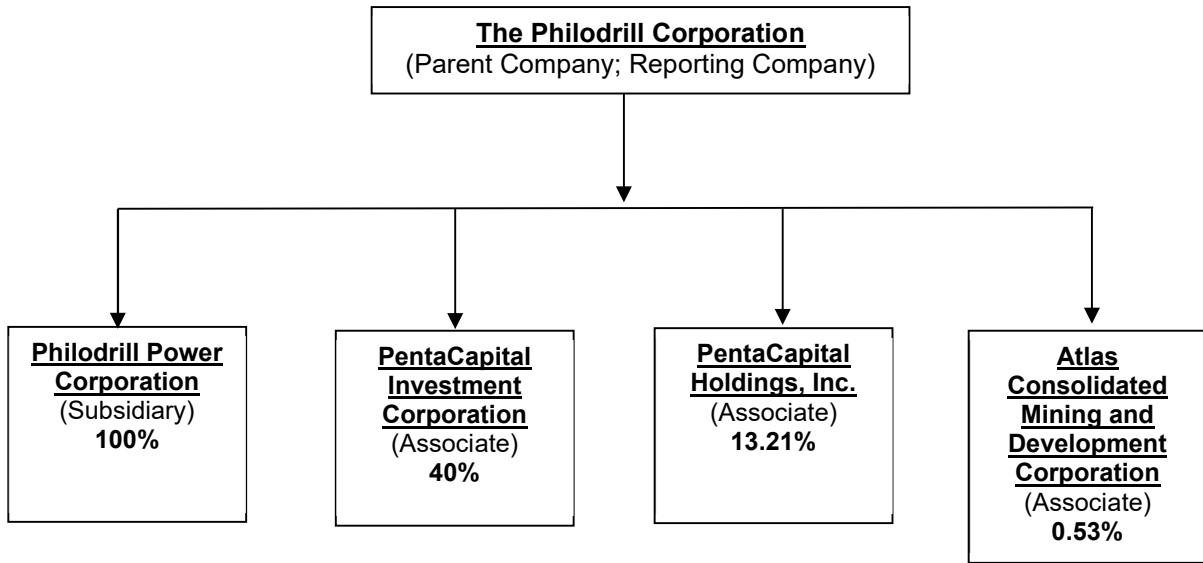 The Philodrill Corporation
(Parent Company; Reporting Company)
Philodrill Power
Corporation
(Subsidiary)
100%
PentaCapital
Investment
Corporation
(Associate)
40%
PentaCapital
Holdings, Inc.
(Associate)
13.21%
Atlas
Consolidated
Mining and
Development
Corporation
(Associate)
0.53%